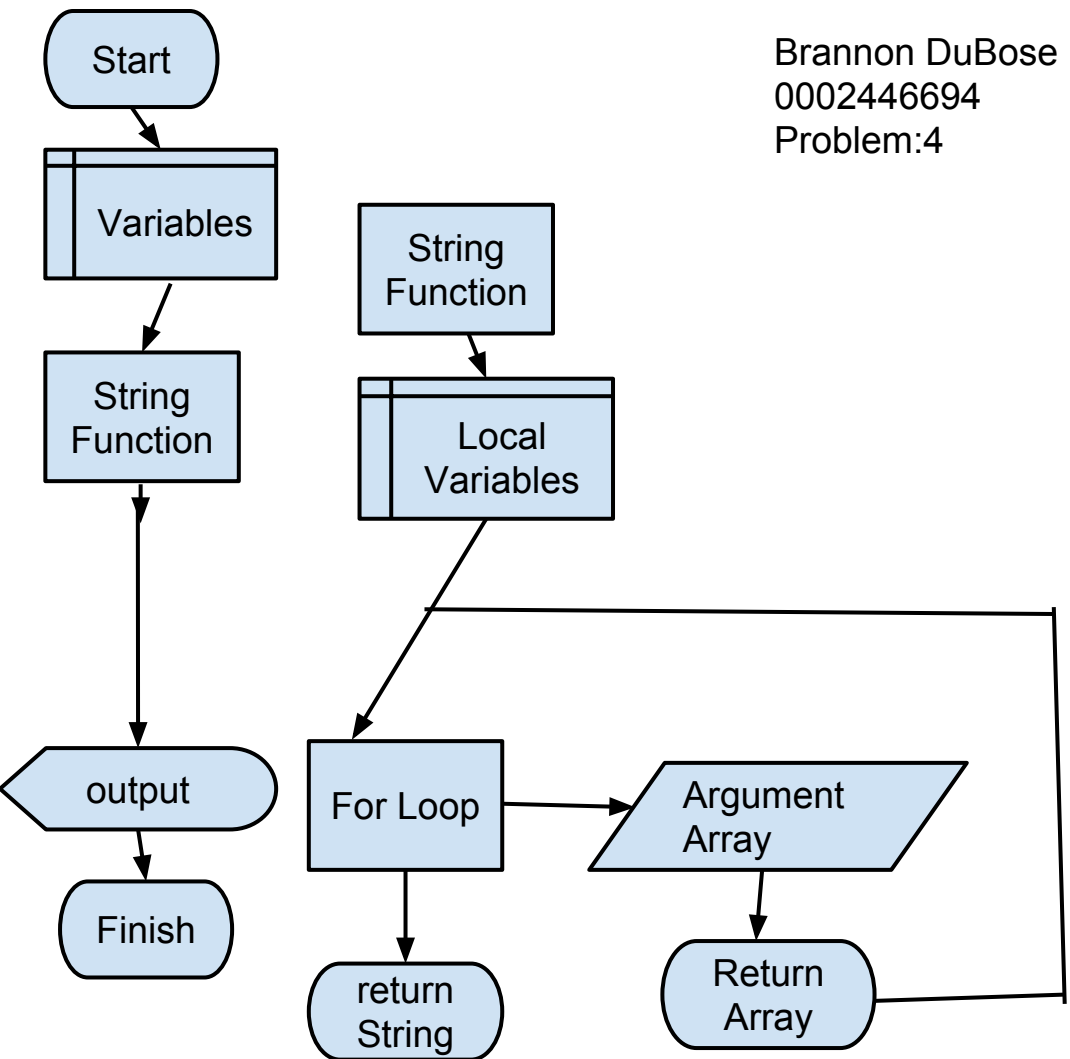 Start
Brannon DuBose
0002446694
Problem:4
Variables
String
Function
String
Function
Local
Variables
output
For Loop
Argument
Array
Finish
return
String
Return
Array